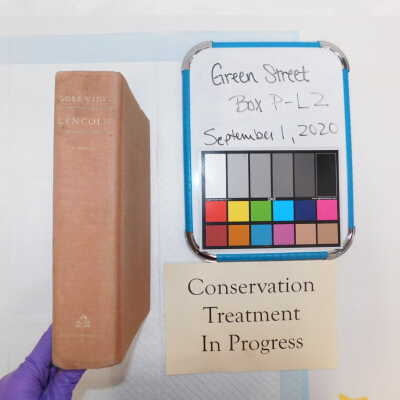 GORE VIDAL
LINCOLN
Green Street
Box P-L2
September 1, 2020
Conservation
Treatment
In Progress